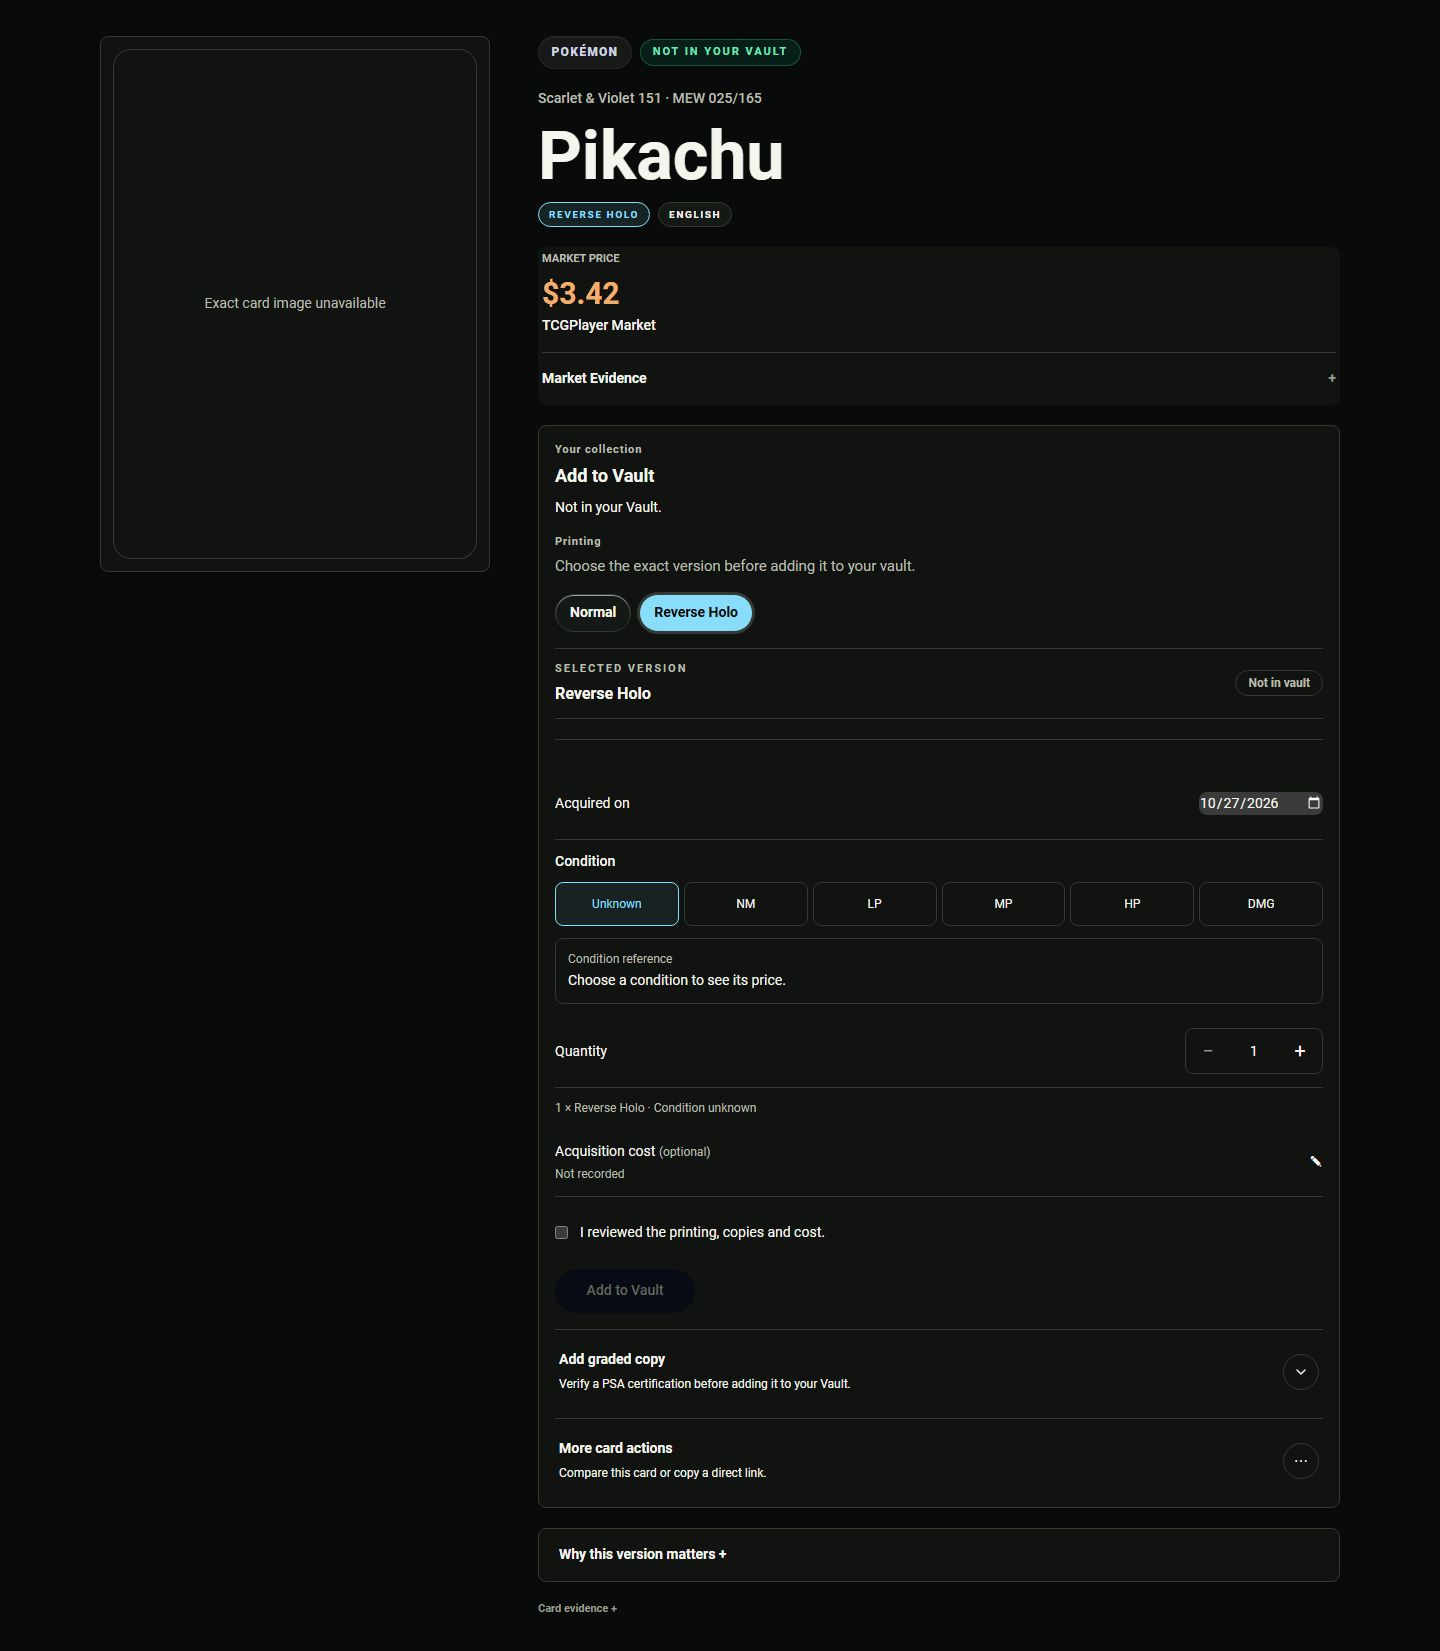 POKÉMON
NOT IN YOUR VAULT
Scarlet & Violet 151 · MEW 025/165
Pikachu
REVERSE HOLO
ENGLISH
MARKET PRICE
$3.42
TCGPlayer Market
Market Evidence +
Exact card image unavailable
Your collection
Add to Vault
Not in your Vault.
Printing
Choose the exact version before adding it to your vault.
Normal
Reverse Holo
SELECTED VERSION
Reverse Holo
Not in vault
Acquired on
10/27/2026
Condition
Unknown
NM
LP
MP
HP
DMG
Condition reference
Choose a condition to see its price.
Quantity
− 1 +
1 × Reverse Holo · Condition unknown
Acquisition cost (optional)
Not recorded
I reviewed the printing, copies and cost.
Add to Vault
Add graded copy
Verify a PSA certification before adding it to your Vault.
More card actions
Compare this card or copy a direct link.
Why this version matters +
Card evidence +